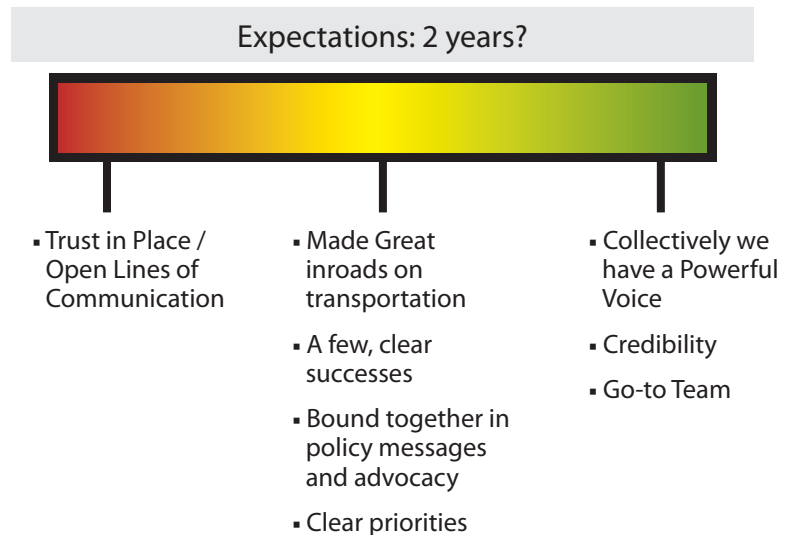 Expectations: 2 years?
▪ Trust in Place /
Open Lines of
Communication
▪ Made Great
inroads on
transportation
▪ A few, clear
successes
▪ Bound together in
policy messages
and advocacy
▪ Clear priorities
▪ Collectively we
have a Powerful
Voice
▪ Credibility
▪ Go-to Team